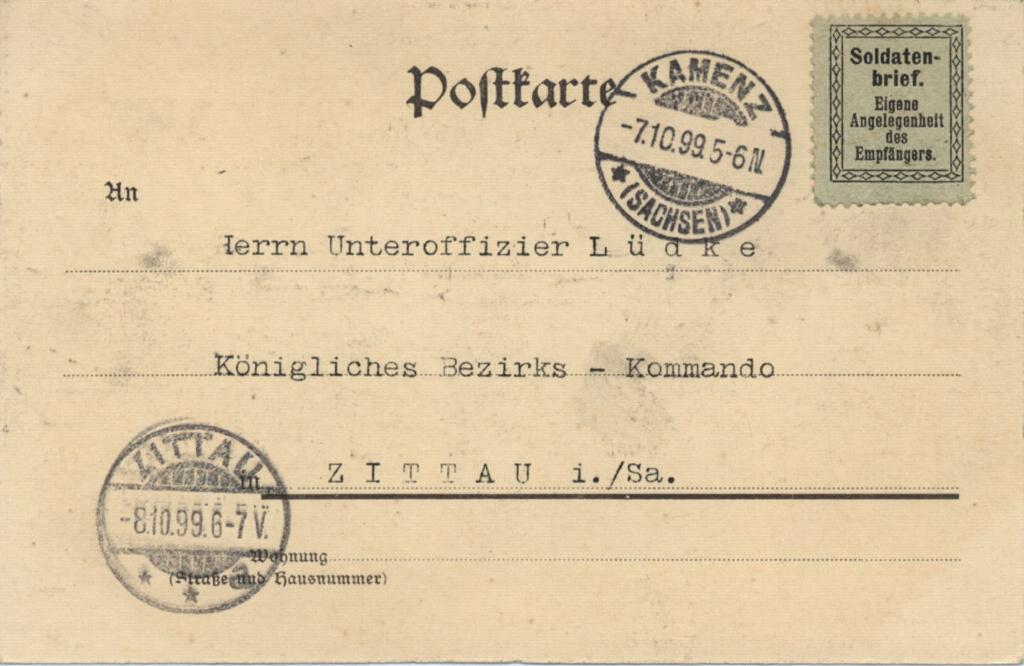 Postkarte
KAMENZ
-7.10.99.5-6N.
(SACHSEN)
Soldaten-
brief.
Eigene
Angelegenheit
des
Empfängers.
An
Herrn Unteroffizier Lüdke
Königliches Bezirks - Kommando
in ZITTAU i./Sa.
ZITTAU
-8.10.99.6-7V.
Wohnung
(Straße und Hausnummer)